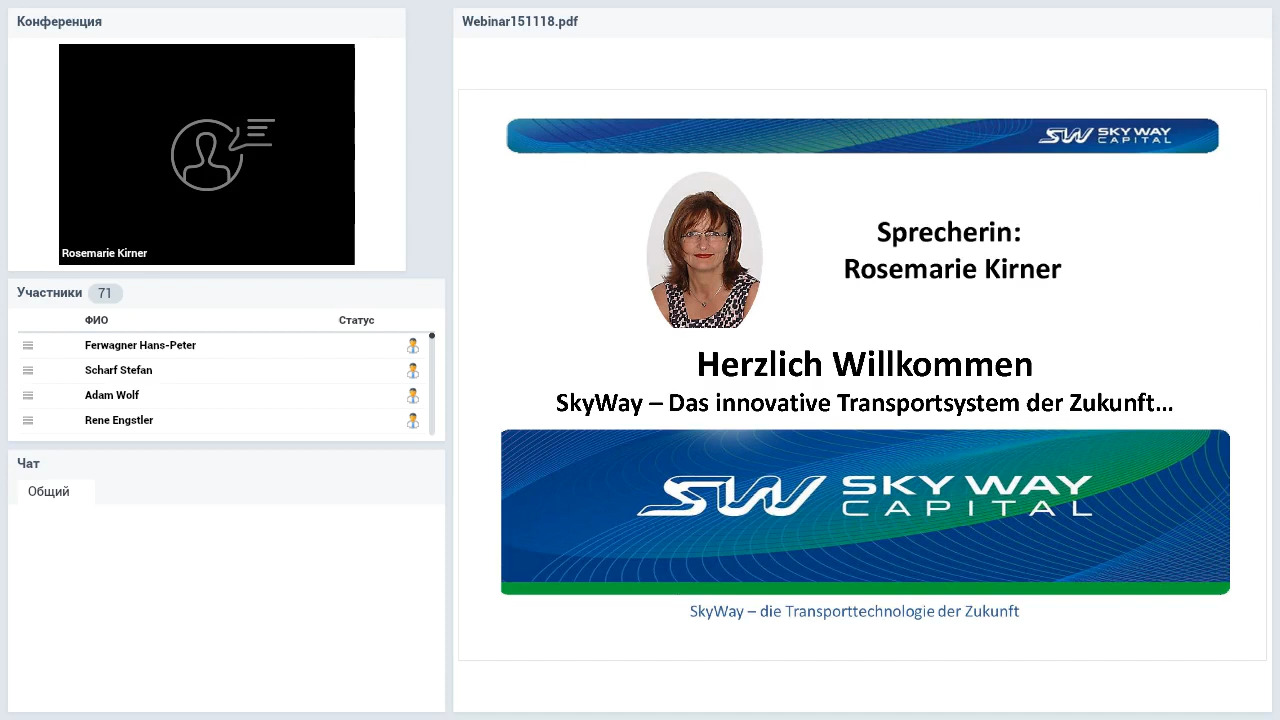 Конференция
Rosemarie Kirner
Участники 71
ФИО Статус
Ferwagner Hans-Peter
Scharf Stefan
Adam Wolf
Rene Engstler
Чат
Общий
Webinar151118.pdf
SW SKY WAY
CAPITAL
Sprecherin:
Rosemarie Kirner
Herzlich Willkommen
SkyWay – Das innovative Transportsystem der Zukunft...
SW SKY WAY
CAPITAL
SkyWay – die Transporttechnologie der Zukunft